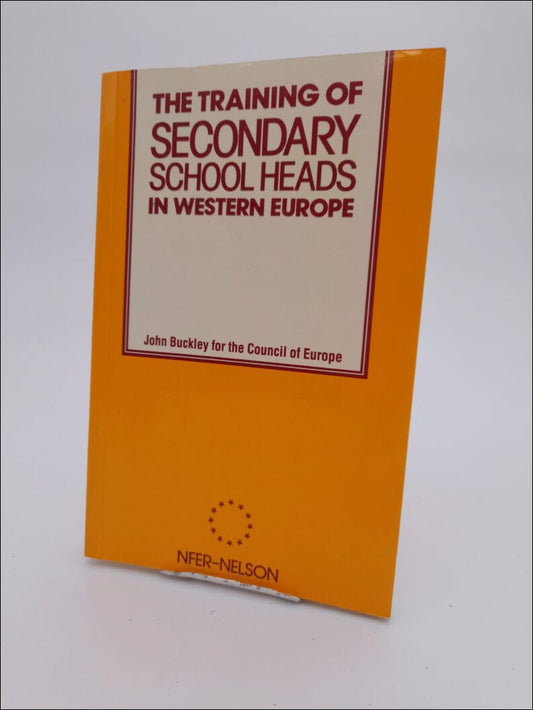 THE TRAINING OF
SECONDARY
SCHOOL HEADS
IN WESTERN EUROPE
John Buckley for the Council of Europe
NFER-NELSON